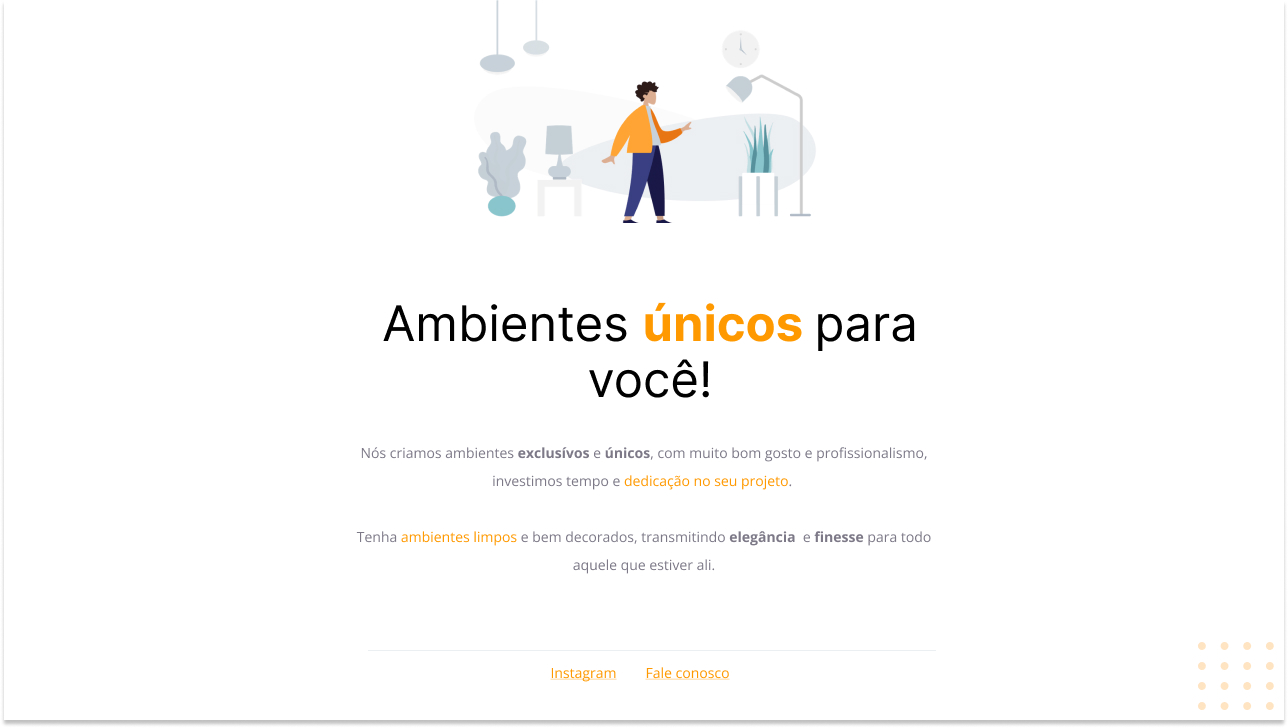 Ambientes únicos para
você!
Nós criamos ambientes exclusívos e únicos, com muito bom gosto e profissionalismo,
investimos tempo e dedicação no seu projeto.
Tenha ambientes limpos e bem decorados, transmitindo elegância e finesse para todo
aquele que estiver ali.
Instagram Fale conosco